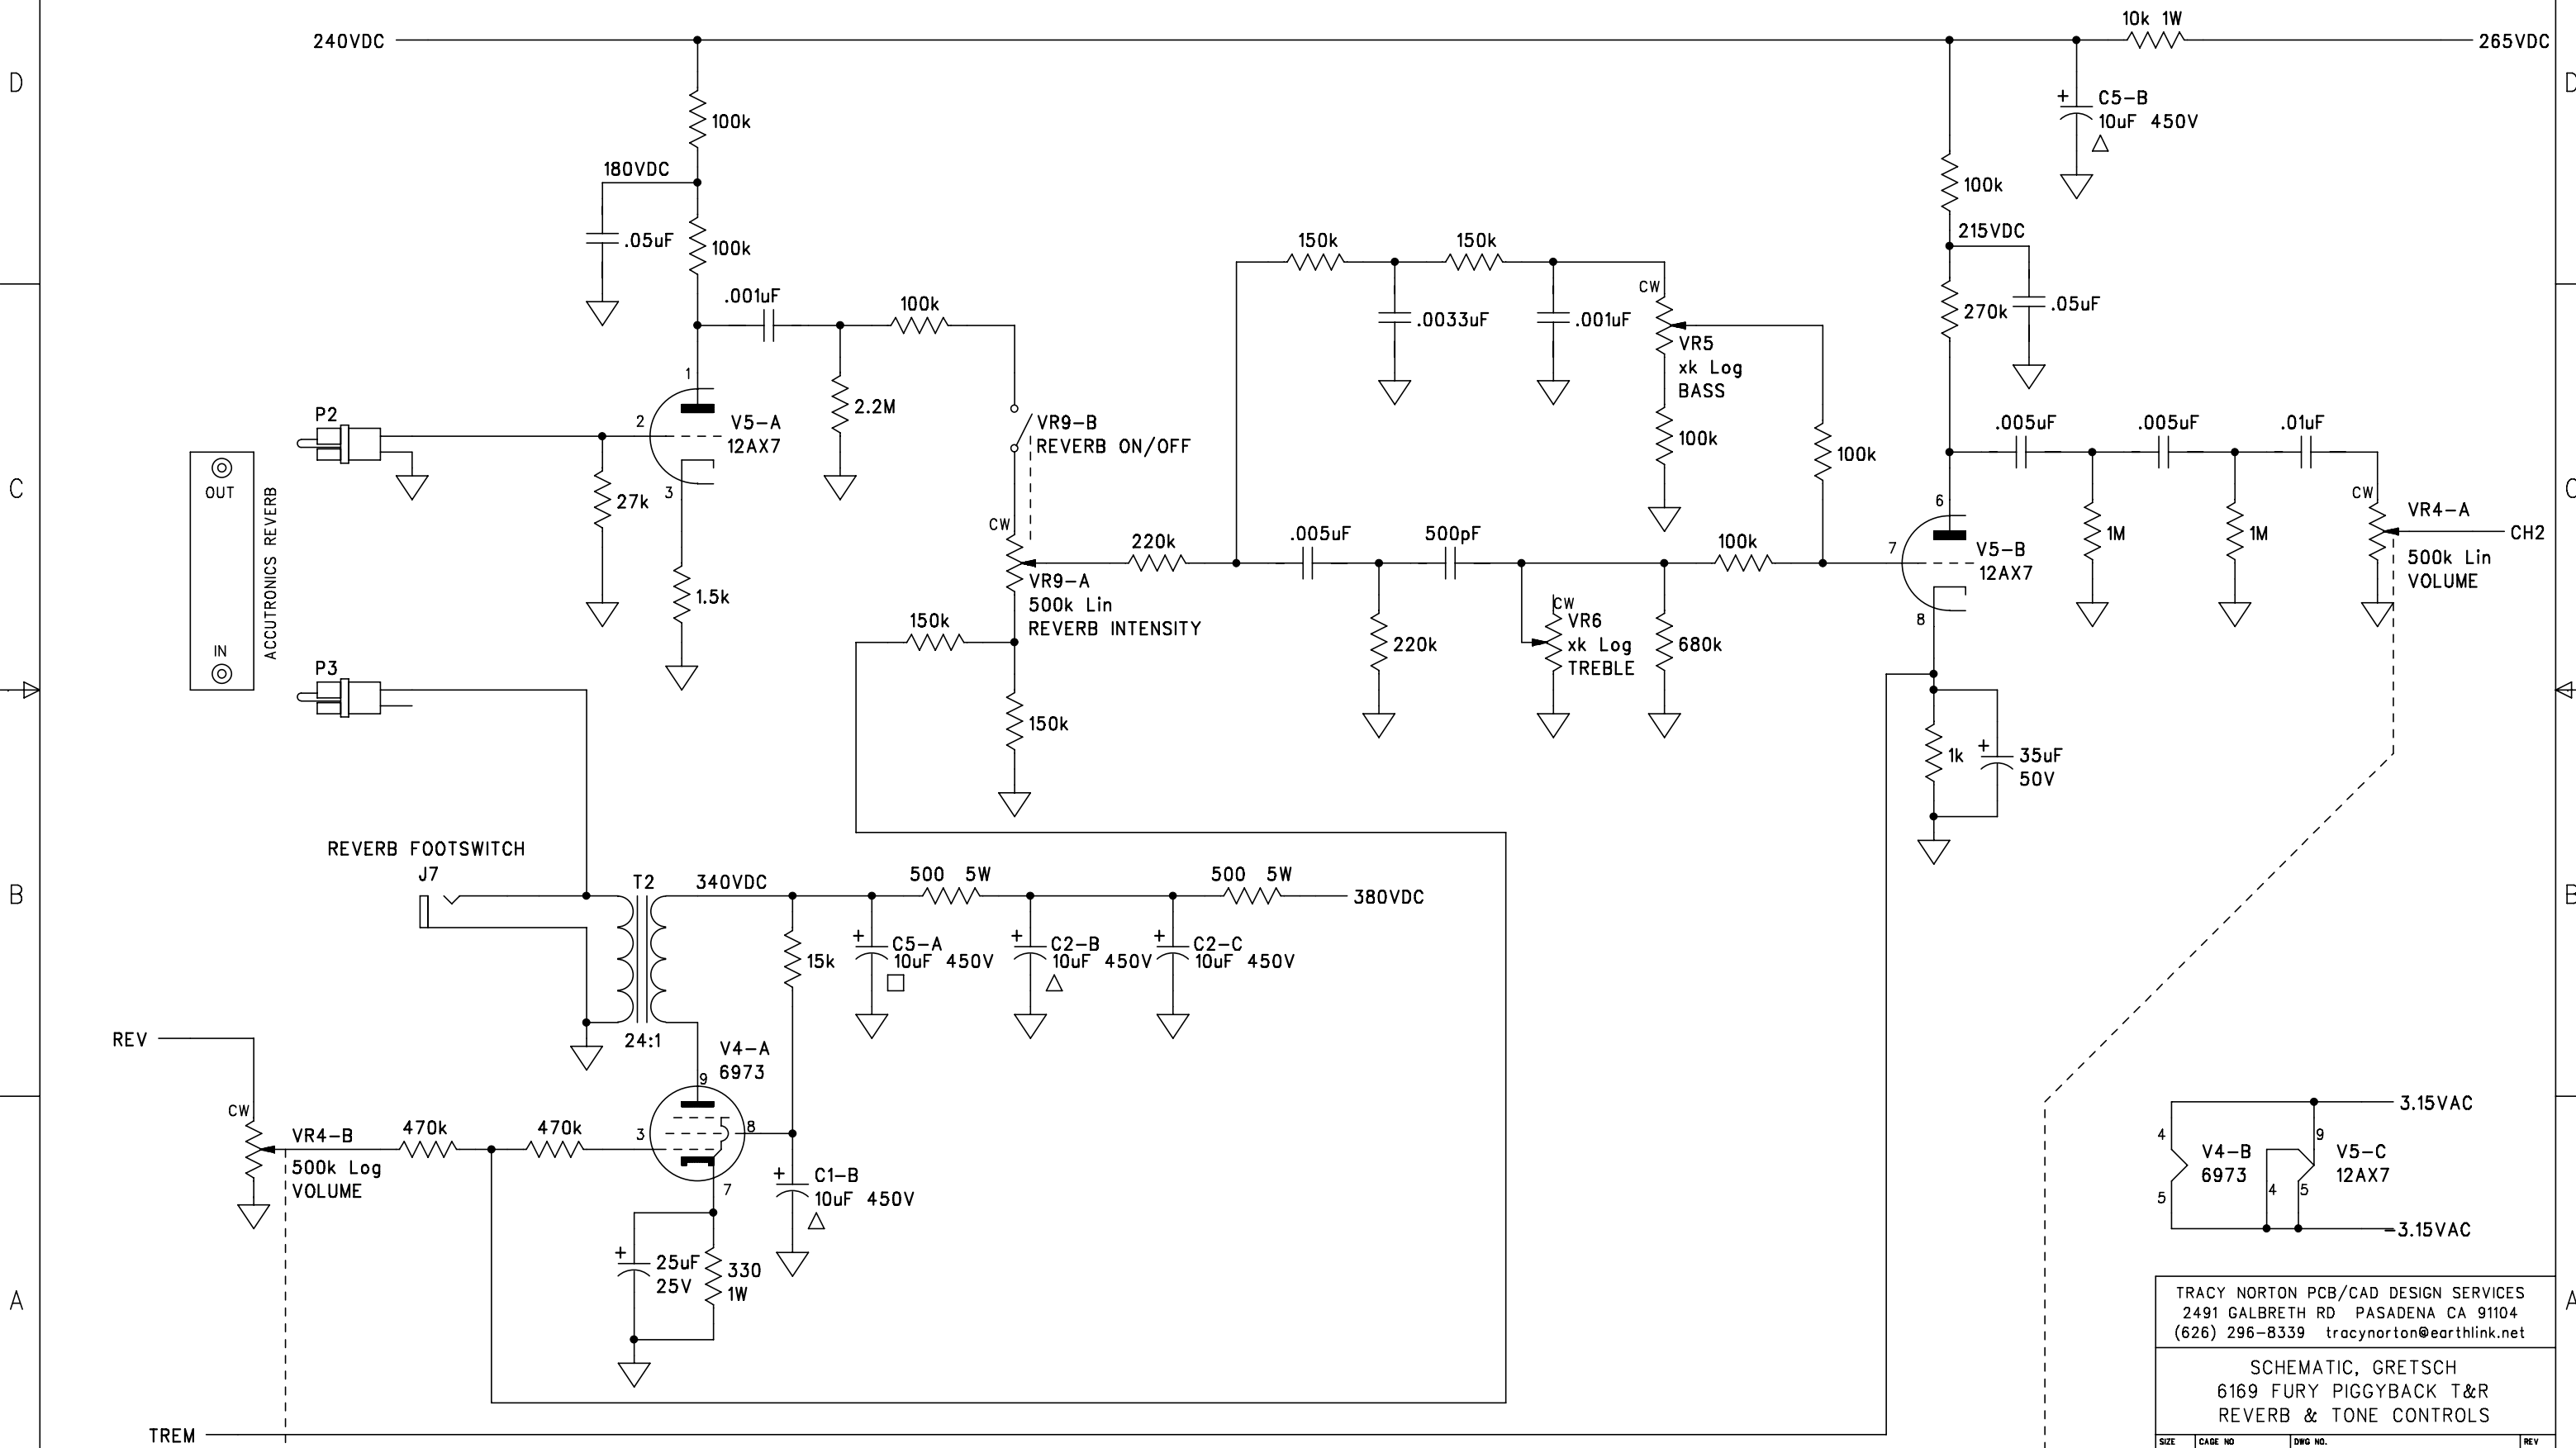 10k 1W
240VDC
265VDC
D
D
C5-B
+
10uF 450V
100k
180VDC
100k
.05uF
100k
215VDC
100k
.05uF
270k
150k
150k
.0033uF
.001uF
CW
VR5
xk Log
BASS
.001uF
100k
2.2M
1
2
3
V5-A
12AX7
P2
27k
1.5k
VR9-B
REVERB ON/OFF
100k
100k
.005uF
.005uF
.01uF
C
C
OUT
ACCUTRONICS REVERB
IN
CW
VR9-A
500k Lin
REVERB INTENSITY
220k
.005uF
500pF
100k
6
7
8
V5-B
12AX7
1M
1M
CW
VR4-A
500k Lin
VOLUME
CH2
150k
220k
CW
VR6
xk Log
TREBLE
680k
P3
150k
1k
+
35uF
50V
REVERB FOOTSWITCH
J7
T2
340VDC
500 5W
500 5W
380VDC
B
B
15k
+
C5-A
10uF 450V
+
C2-B
10uF 450V
+
C2-C
10uF 450V
24:1
REV
V4-A
6973
9
3
8
7
CW
VR4-B
500k Log
VOLUME
470k
470k
+
C1-B
10uF 450V
+
25uF
25V
330
1W
3.15VAC
4
5
V4-B
6973
9
4
5
V5-C
12AX7
-3.15VAC
A
A
TRACY NORTON PCB/CAD DESIGN SERVICES
2491 GALBRETH RD PASADENA CA 91104
(626) 296-8339 tracynorton@earthlink.net
SCHEMATIC, GRETSCH
6169 FURY PIGGYBACK T&R
REVERB & TONE CONTROLS
TREM
SIZE
CAGE NO
DWG NO.
REV